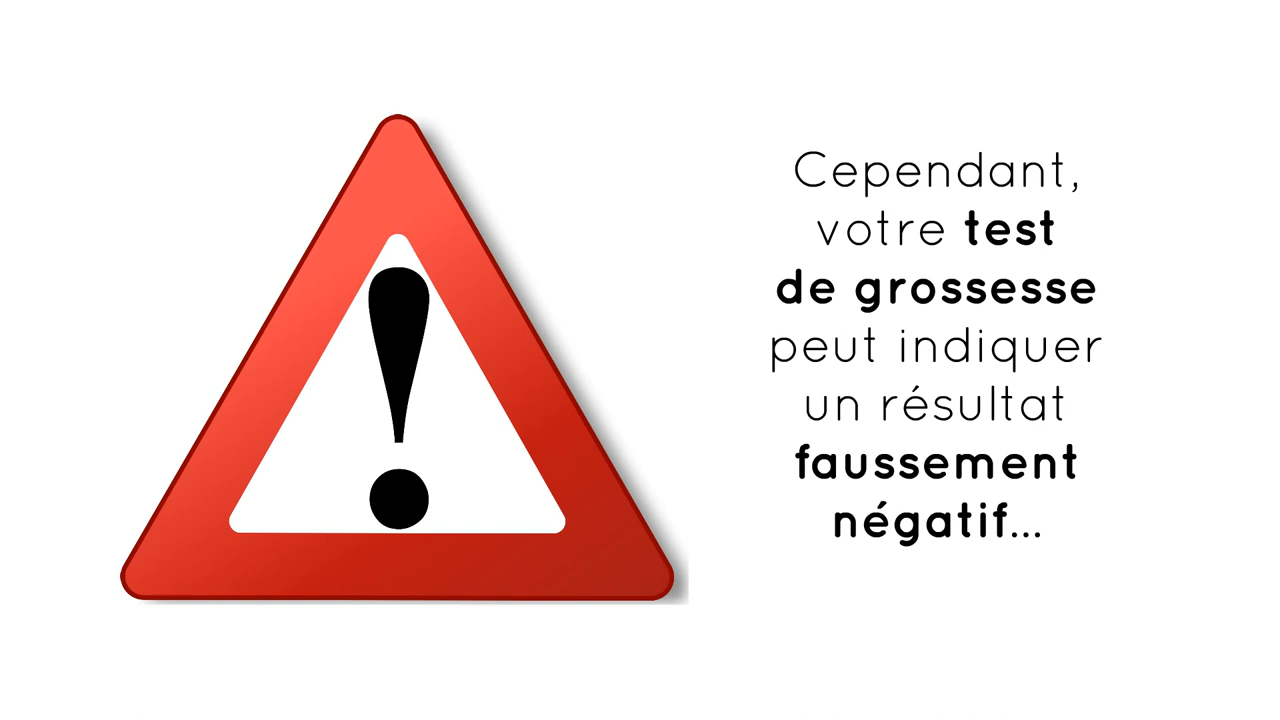 Cependant,
votre test
de grossesse
peut indiquer
un résultat
faussement
négatif...